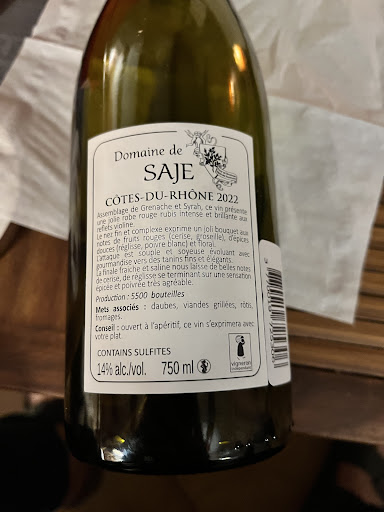 Domaine de
SAJE
CÔTES-DU-RHÔNE 2022
Assemblage de Grenache et Syrah, ce vin présente
une jolie robe rouge rubis intense et brillante aux
reflets violine.
Le nez fin et complexe exprime un joli bouquet aux
notes de fruits rouges (cerise, groseille), d'épices
douces (réglisse, poivre blanc) et floral.
L'attaque est souple et soyeuse évoluant avec
gourmandise vers des tanins fins et élégants.
La finale fraiche et saline nous laisse de belles notes
de cerise, de réglisse se terminant sur une sensation
épicée et poivrée très agréable.
Production : 5500 bouteilles
Mets associés : daubes, viandes grillées, rôtis,
fromages.
Conseil : ouvert à l'apéritif, ce vin s'exprimera avec
votre plat.
CONTAINS SULFITES
14% alc./vol. 750 ml
vigneron
indépendant